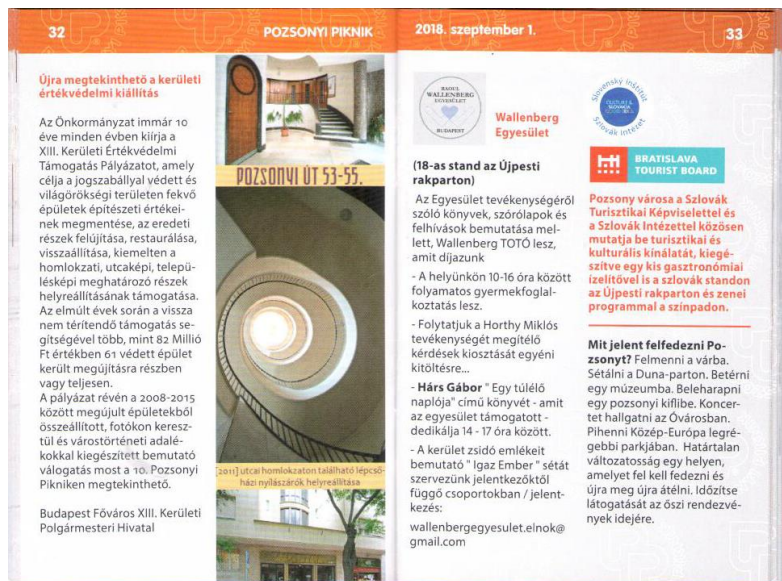 32
POZSONYI PIKNIK
Újra megtekinthető a kerületi
értékvédelmi kiállítás
Az Önkormányzat immár 10
éve minden évben kiírja a
XIII. Kerületi Értékvédelmi
Támogatás Pályázatot, amely
célja a jogszabállyal védett és
világörökségi területen fekvő
épületek építészeti értékei-
nek megmentése, az eredeti
részek felújítása, restaurálása,
visszaállítása, kiemelten a
homlokzati, utcaképi, telepü-
lésképi meghatározó részek
helyreállításának támogatása.
Az elmúlt évek során a vissza
nem térítendő támogatás se-
gítségével több, mint 82 Millió
Ft értékben 61 védett épület
került megújításra részben
vagy teljesen.
A pályázat révén a 2008-2015
között megújult épületekből
összeállított, fotókon keresz-
tül és várostörténeti adalé-
kokkal kiegészített bemutató
válogatás most a 10. Pozsonyi
Pikniken megtekinthető.
Budapest Főváros XIII. Kerületi
Polgármesteri Hivatal
POZSONYI ÚT 53-55.
[2011] utcai homlokzaton található lépcső-
házi nyílászárók helyreállítása
2018. szeptember 1.
33
RAOUL
WALLENBERG
EGYESÜLET
BUDAPEST
Wallenberg
Egyesület
(18-as stand az Újpesti
rakparton)
Az Egyesület tevékenységéről
szóló könyvek, szórólapok és
felhívások bemutatása mel-
lett, Wallenberg TOTÓ lesz,
amit díjazunk
- A helyünkön 10-16 óra között
folyamatos gyermekfoglal-
koztatás lesz.
- Folytatjuk a Horthy Miklós
tevékenységét megítélő
kérdések kiosztását egyéni
kitöltésre...
- Hárs Gábor " Egy túlélő
naplója" című könyvét - amit
az egyesület támogatott -
dedikálja 14 - 17 óra között.
- A kerület zsidó emlékeit
bemutató " Igaz Ember " sétát
szervezünk jelentkezőktől
függő csoportokban / jelent-
kezés:
wallenbergegyesulet.elnok@
gmail.com
Slovenský inštitút
Szlovák Intézet
BRATISLAVA
TOURIST BOARD
Pozsony városa a Szlovák
Turisztikai Képviselettel és
a Szlovák Intézettel közösen
mutatja be turisztikai és
kulturális kínálatát, kiegé-
szítve egy kis gasztronómiai
ízelítővel is a szlovák standon
az Újpesti rakparton és zenei
programmal a színpadon.
Mit jelent felfedezni Po-
zsonyt? Felmenni a várba.
Sétálni a Duna-parton. Betérni
egy múzeumba. Beleharapni
egy pozsonyi kiflibe. Koncer-
tet hallgatni az Óvárosban.
Pihenni Közép-Európa legré-
gebbi parkjában. Határtalan
változatosság egy helyen,
amelyet fel kell fedezni és
újra meg újra átélni. Időzítse
látogatását az őszi rendezvé-
nyek idejére.